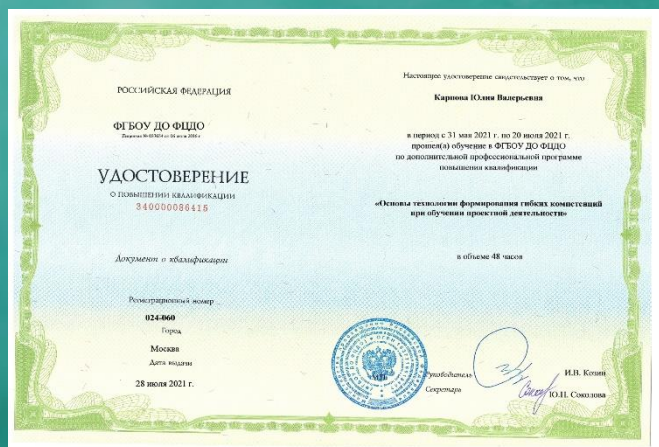 РОССИЙСКАЯ ФЕДЕРАЦИЯ
ФГБОУ ДО ФЦДО
УДОСТОВЕРЕНИЕ
О ПОВЫШЕНИИ КВАЛИФИКАЦИИ
340000086415
Документ о квалификации
Регистрационный номер
024-060
Город
Москва
Дата выдачи
28 июля 2021 г.
Настоящее удостоверение свидетельствует о том, что
Юлия Валерьевна
в период с 31 мая 2021 г. по 20 июля 2021 г.
прошел(а) обучение в ФГБОУ ДО ФЦДО
по дополнительной профессиональной программе
повышения квалификации
«Основы технологии формирования гибких компетенций
при обучении проектной деятельности»
в объеме 48 часов
МП
Руководитель
И.В. Козин
Секретарь
Ю.П. Соколова